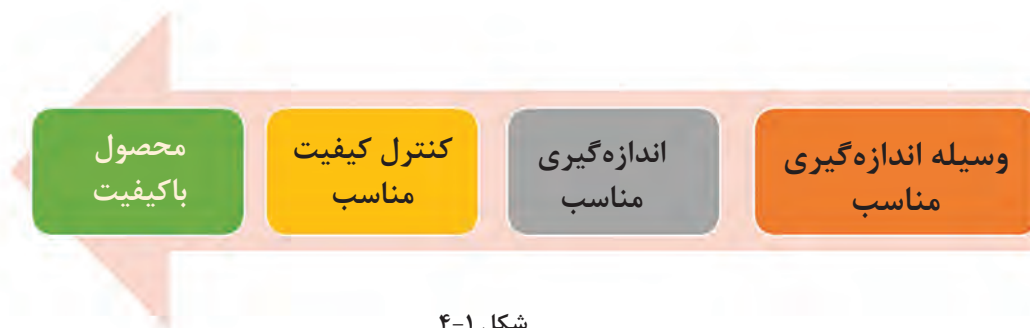 وسیله اندازه‌گیری
مناسب
اندازه‌گیری
مناسب
کنترل کیفیت
مناسب
محصول
باکیفیت
شکل ۱-۴